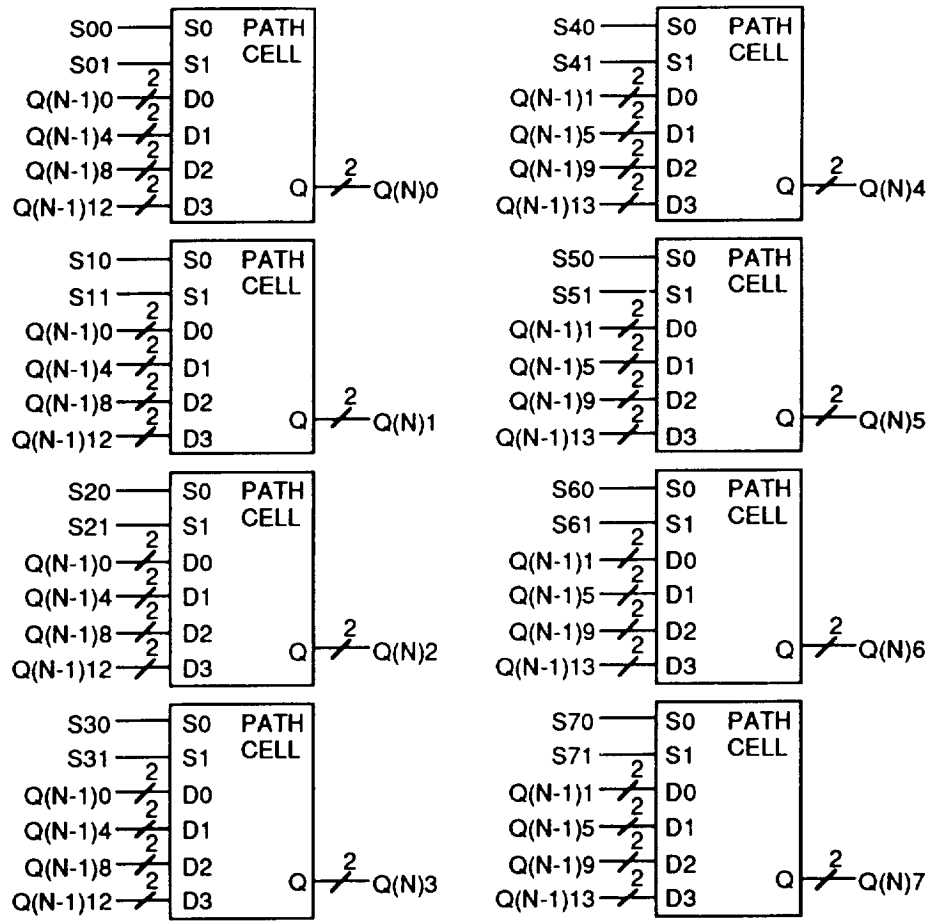 S00 S0 PATH
S01 S1 CELL
2
Q(N-1)0 D0
2
Q(N-1)4 D1
2
Q(N-1)8 D2
2
Q(N-1)12 D3
Q 2 Q(N)0
S10 S0 PATH
S11 S1 CELL
2
Q(N-1)0 D0
2
Q(N-1)4 D1
2
Q(N-1)8 D2
2
Q(N-1)12 D3
Q 2 Q(N)1
S20 S0 PATH
S21 S1 CELL
2
Q(N-1)0 D0
2
Q(N-1)4 D1
2
Q(N-1)8 D2
2
Q(N-1)12 D3
Q 2 Q(N)2
S30 S0 PATH
S31 S1 CELL
2
Q(N-1)0 D0
2
Q(N-1)4 D1
2
Q(N-1)8 D2
2
Q(N-1)12 D3
Q 2 Q(N)3
S40 S0 PATH
S41 S1 CELL
2
Q(N-1)1 D0
2
Q(N-1)5 D1
2
Q(N-1)9 D2
2
Q(N-1)13 D3
Q 2 Q(N)4
S50 S0 PATH
S51 S1 CELL
2
Q(N-1)1 D0
2
Q(N-1)5 D1
2
Q(N-1)9 D2
2
Q(N-1)13 D3
Q 2 Q(N)5
S60 S0 PATH
S61 S1 CELL
2
Q(N-1)1 D0
2
Q(N-1)5 D1
2
Q(N-1)9 D2
2
Q(N-1)13 D3
Q 2 Q(N)6
S70 S0 PATH
S71 S1 CELL
2
Q(N-1)1 D0
2
Q(N-1)5 D1
2
Q(N-1)9 D2
2
Q(N-1)13 D3
Q 2 Q(N)7